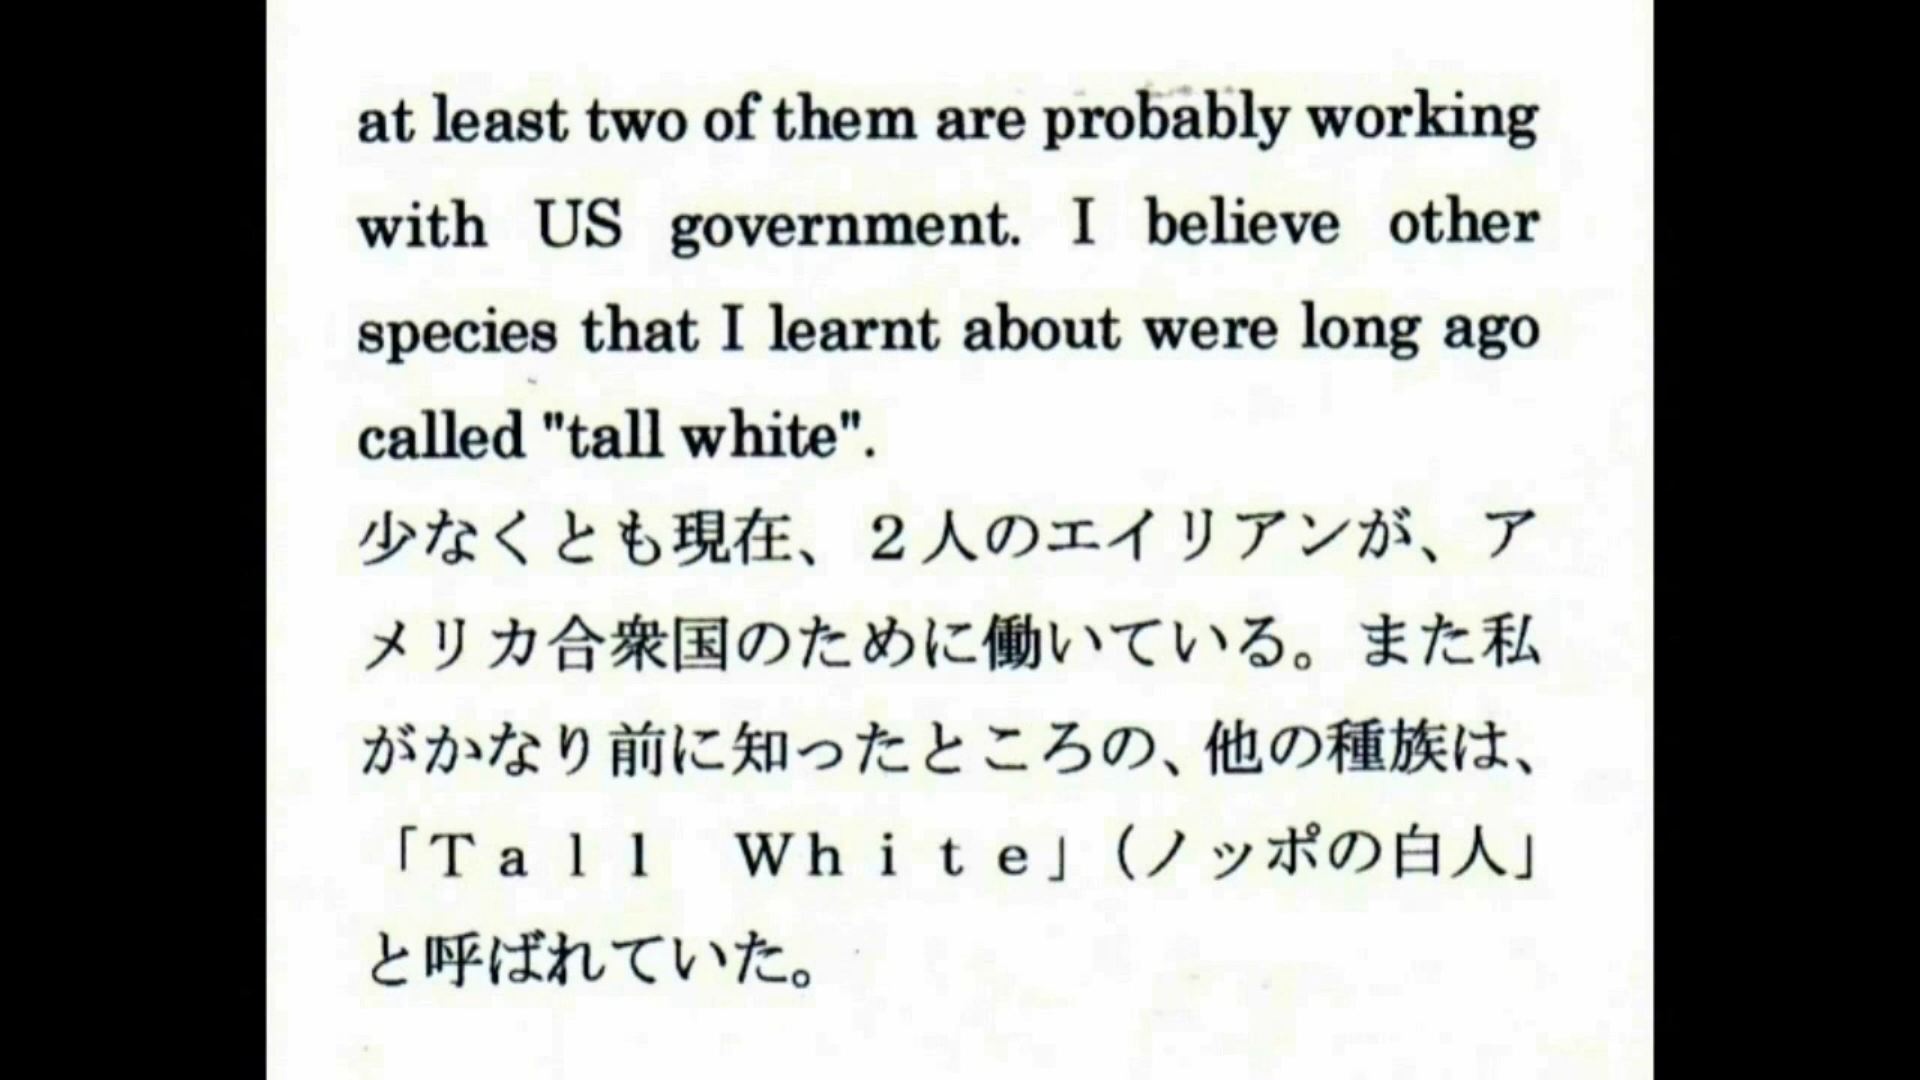 at least two of them are probably working
with US government. I believe other
species that I learnt about were long ago
called "tall white".
少なくとも現在、２人のエイリアンが、ア
メリカ合衆国のために働いている。また私
がかなり前に知ったところの、他の種族は、
「Ｔａｌｌ　Ｗｈｉｔｅ」（ノッポの白人」
と呼ばれていた。